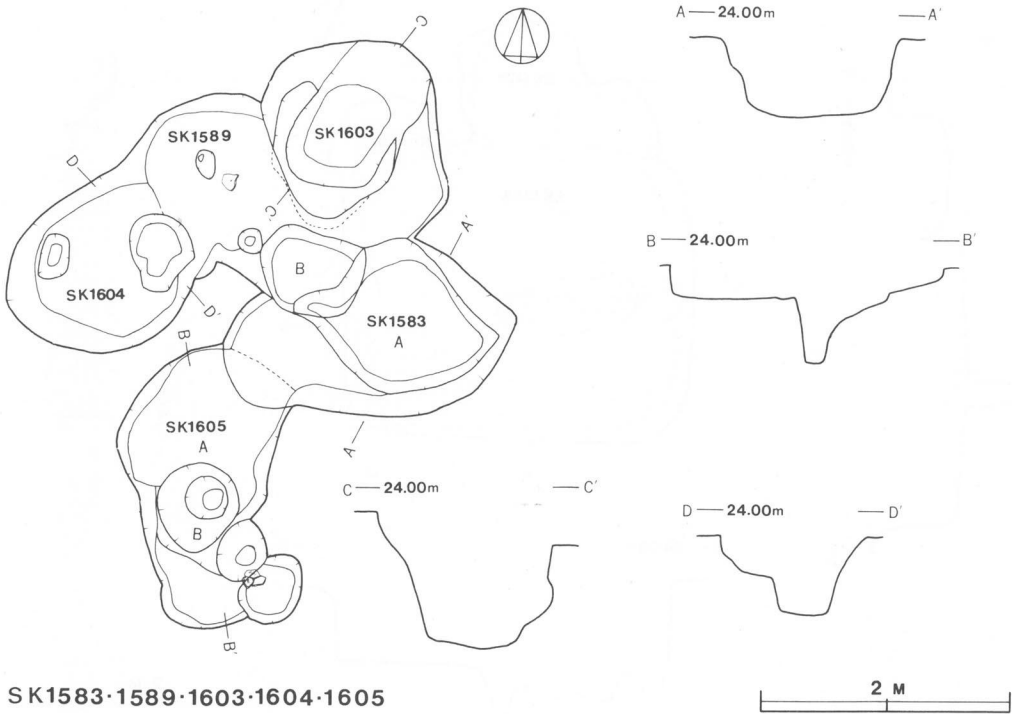 C
A — 24.00m — A'
SK1589
SK1603
D
C'
A'
B — 24.00m — B'
B
SK1604
SK1583
A
D'
B
SK1605
A
A
C — 24.00m — C'
D — 24.00m — D'
B
B'
SK1583·1589·1603·1604·1605
2 M